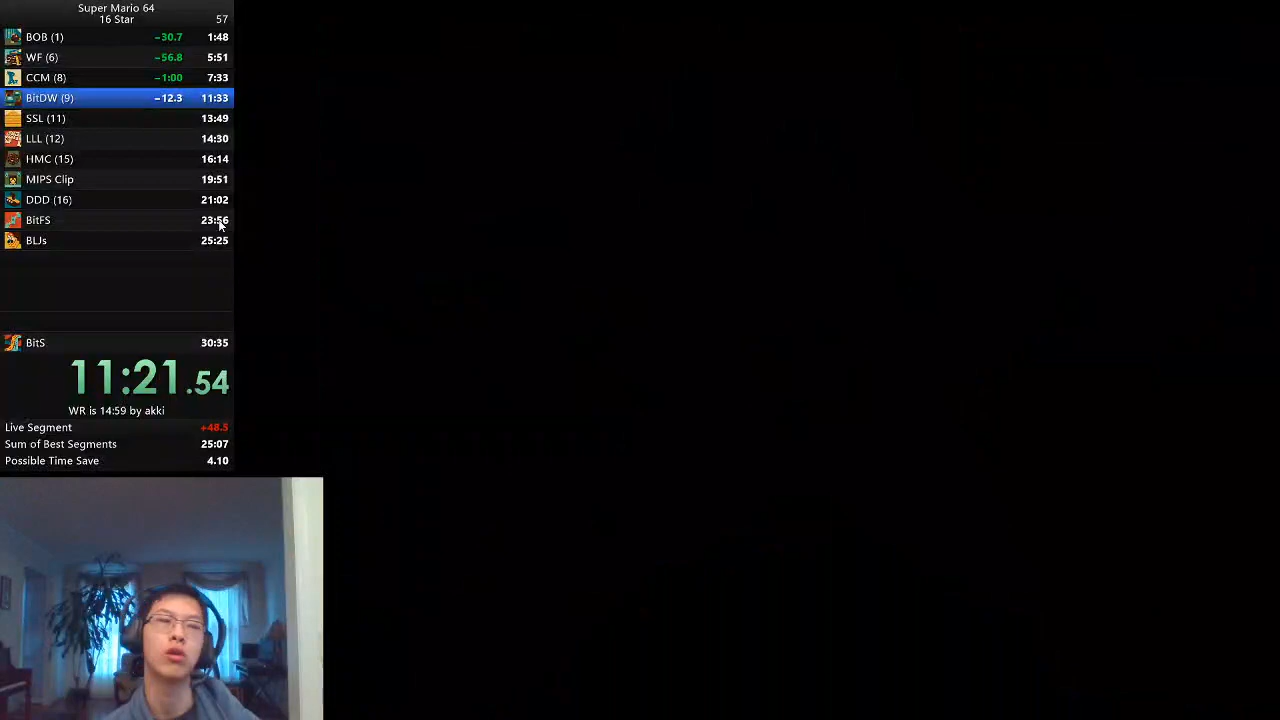 Super Mario 64
16 Star 57
BOB (1) −30.7 1:48
WF (6) −56.8 5:51
CCM (8) −1:00 7:33
BitDW (9) −12.3 11:33
SSL (11) 13:49
LLL (12) 14:30
HMC (15) 16:14
MIPS Clip 19:51
DDD (16) 21:02
BitFS 23:56
BLJs 25:25
BitS 30:35
11:21.54
WR is 14:59 by akki
Live Segment +48.5
Sum of Best Segments 25:07
Possible Time Save 4.10